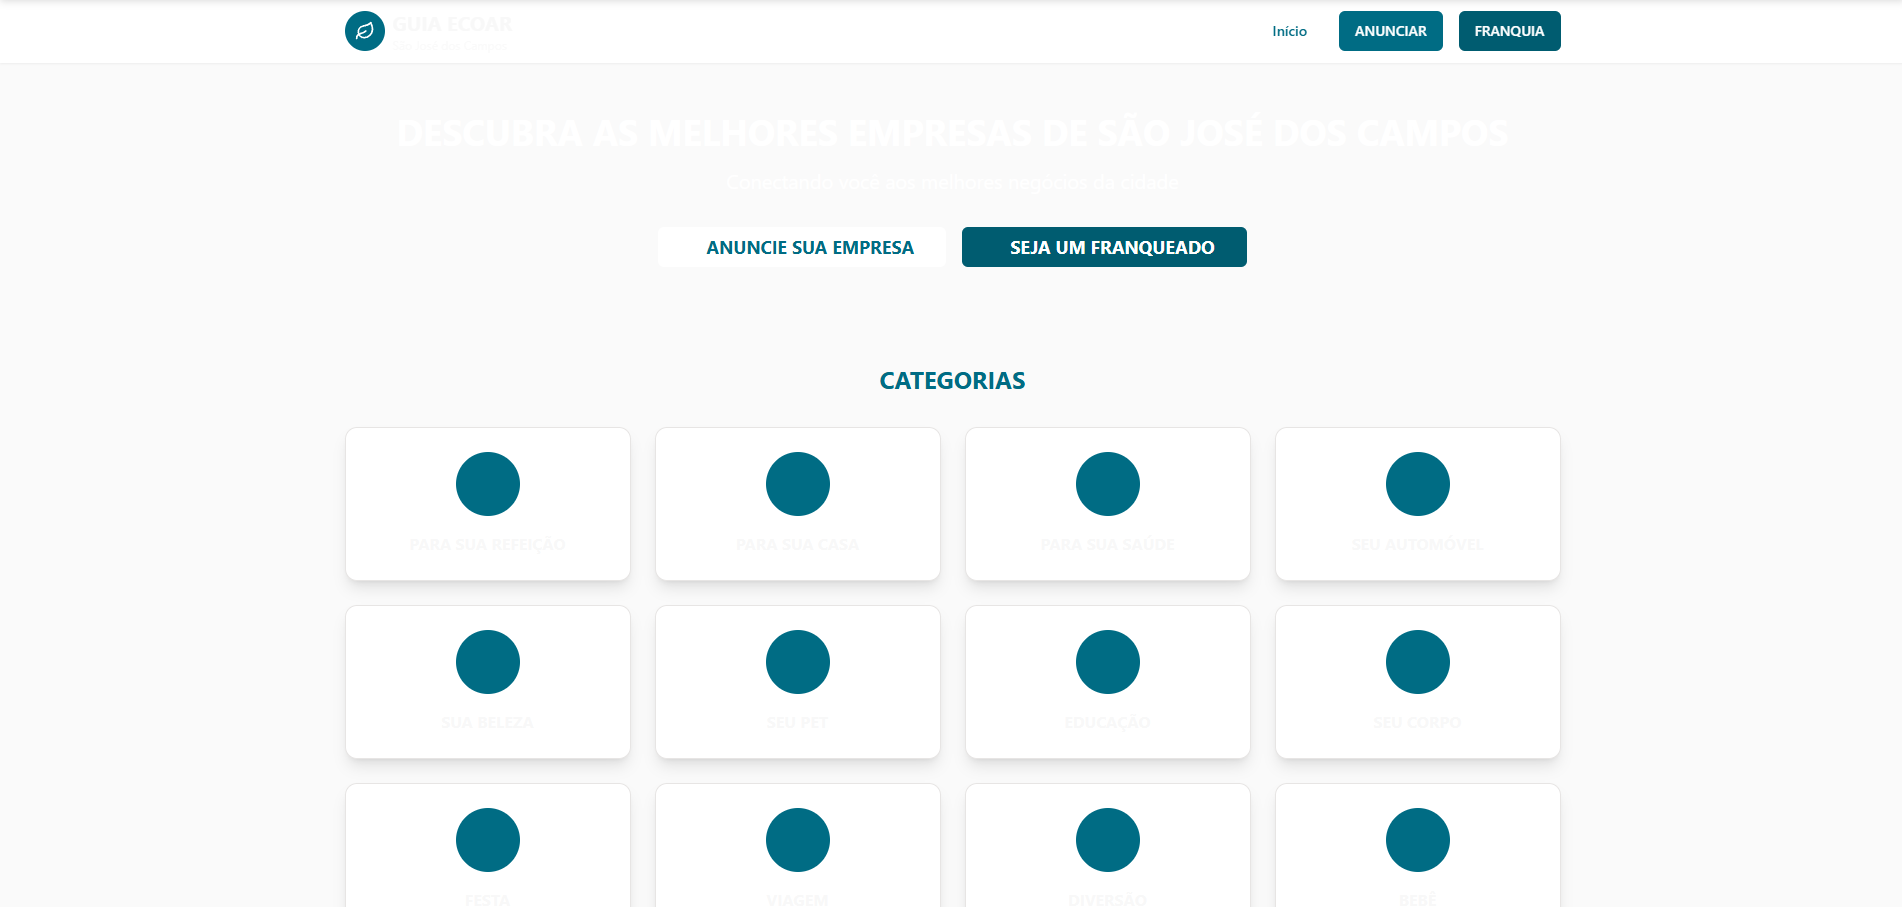 GUIA ECOAR
São José dos Campos
Início
ANUNCIAR
FRANQUIA
DESCUBRA AS MELHORES EMPRESAS DE SÃO JOSÉ DOS CAMPOS
Conectando você aos melhores negócios da cidade
ANUNCIE SUA EMPRESA
SEJA UM FRANQUEADO
CATEGORIAS
PARA SUA REFEIÇÃO
PARA SUA CASA
PARA SUA SAÚDE
SEU AUTOMÓVEL
SUA BELEZA
SEU PET
EDUCAÇÃO
SEU CORPO
FESTA
VIAGEM
DIVERSÃO
BEBÊ